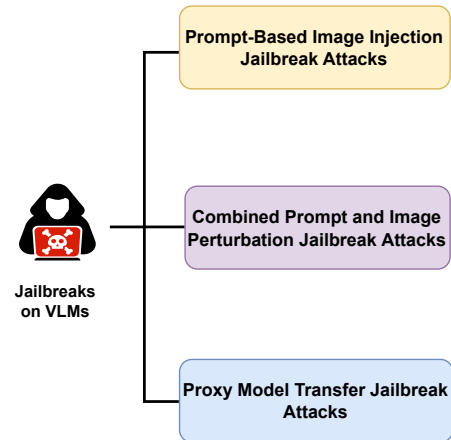 Prompt-Based Image Injection
Jailbreak Attacks
Combined Prompt and Image
Perturbation Jailbreak Attacks
Jailbreaks
on VLMs
Proxy Model Transfer Jailbreak
Attacks